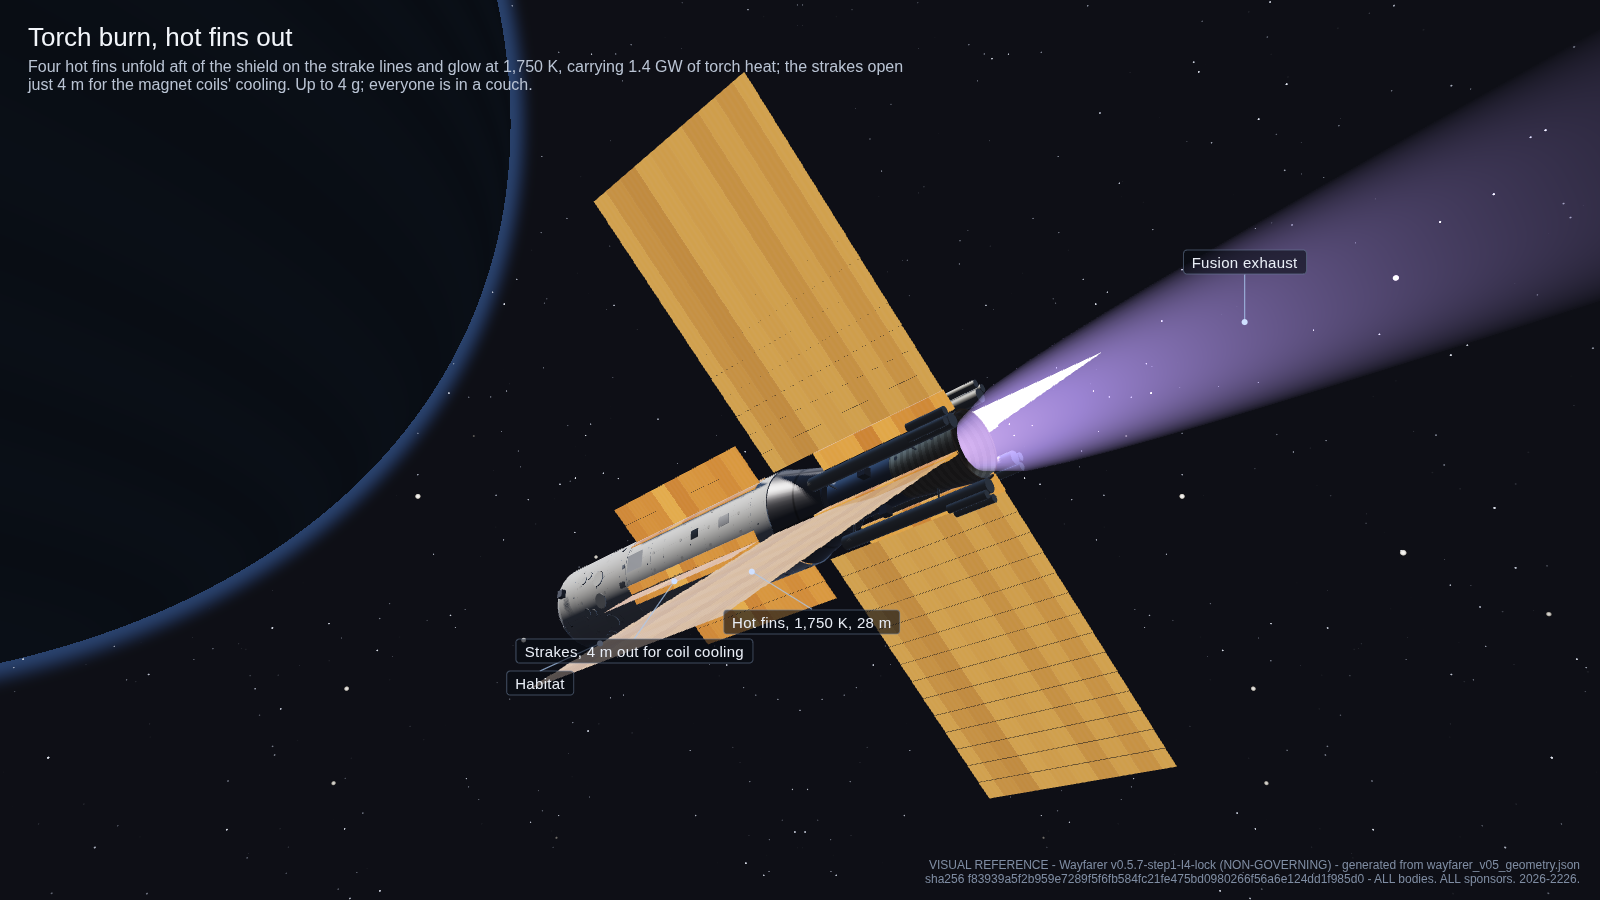 Torch burn, hot fins out
Four hot fins unfold aft of the shield on the strake lines and glow at 1,750 K, carrying 1.4 GW of torch heat; the strakes open
just 4 m for the magnet coils' cooling. Up to 4 g; everyone is in a couch.
Fusion exhaust
Hot fins, 1,750 K, 28 m
Strakes, 4 m out for coil cooling
Habitat
VISUAL REFERENCE - Wayfarer v0.5.7-step1-I4-lock (NON-GOVERNING) - generated from wayfarer_v05_geometry.json
sha256 f83939a5f2b959e7289f5f6fb584fc21fe475bd0980266f56a6e124dd1f985d0 - ALL bodies. ALL sponsors. 2026-2226.